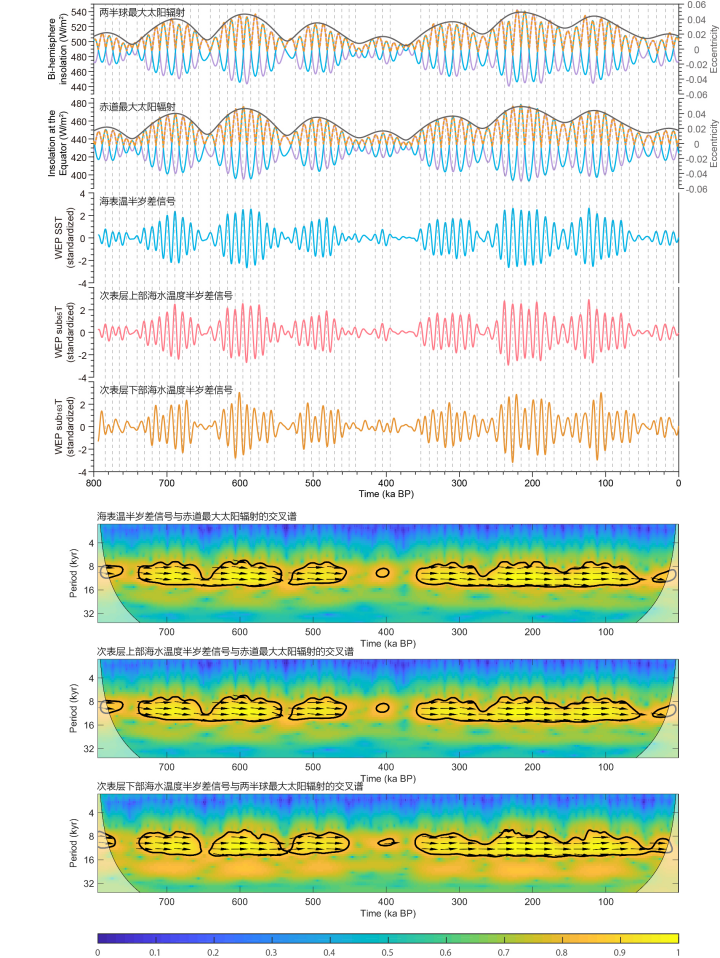 两半球最大太阳辐射
Bi-hemisphere
insolation (W/m²)
540
520
500
480
460
440
0.06
0.04
0.02
0
-0.02
-0.04
-0.06
Eccentricity
赤道最大太阳辐射
Insolation at the
Equator (W/m²)
480
460
440
420
400
0.04
0.02
0
-0.02
-0.04
-0.06
Eccentricity
海表温半岁差信号
WEP SST
(standardized)
4
2
0
-2
-4
次表层上部海水温度半岁差信号
WEP sub₆₅T
(standardized)
4
2
0
-2
-4
次表层下部海水温度半岁差信号
WEP sub₁₆₃T
(standardized)
4
2
0
-2
-4
800 700 600 500 400 300 200 100 0
Time (ka BP)
海表温半岁差信号与赤道最大太阳辐射的交叉谱
Period (kyr)
4
8
16
32
700 600 500 400 300 200 100
Time (ka BP)
次表层上部海水温度半岁差信号与赤道最大太阳辐射的交叉谱
Period (kyr)
4
8
16
32
700 600 500 400 300 200 100
Time (ka BP)
次表层下部海水温度半岁差信号与两半球最大太阳辐射的交叉谱
Period (kyr)
4
8
16
32
700 600 500 400 300 200 100
Time (ka BP)
0 0.1 0.2 0.3 0.4 0.5 0.6 0.7 0.8 0.9 1